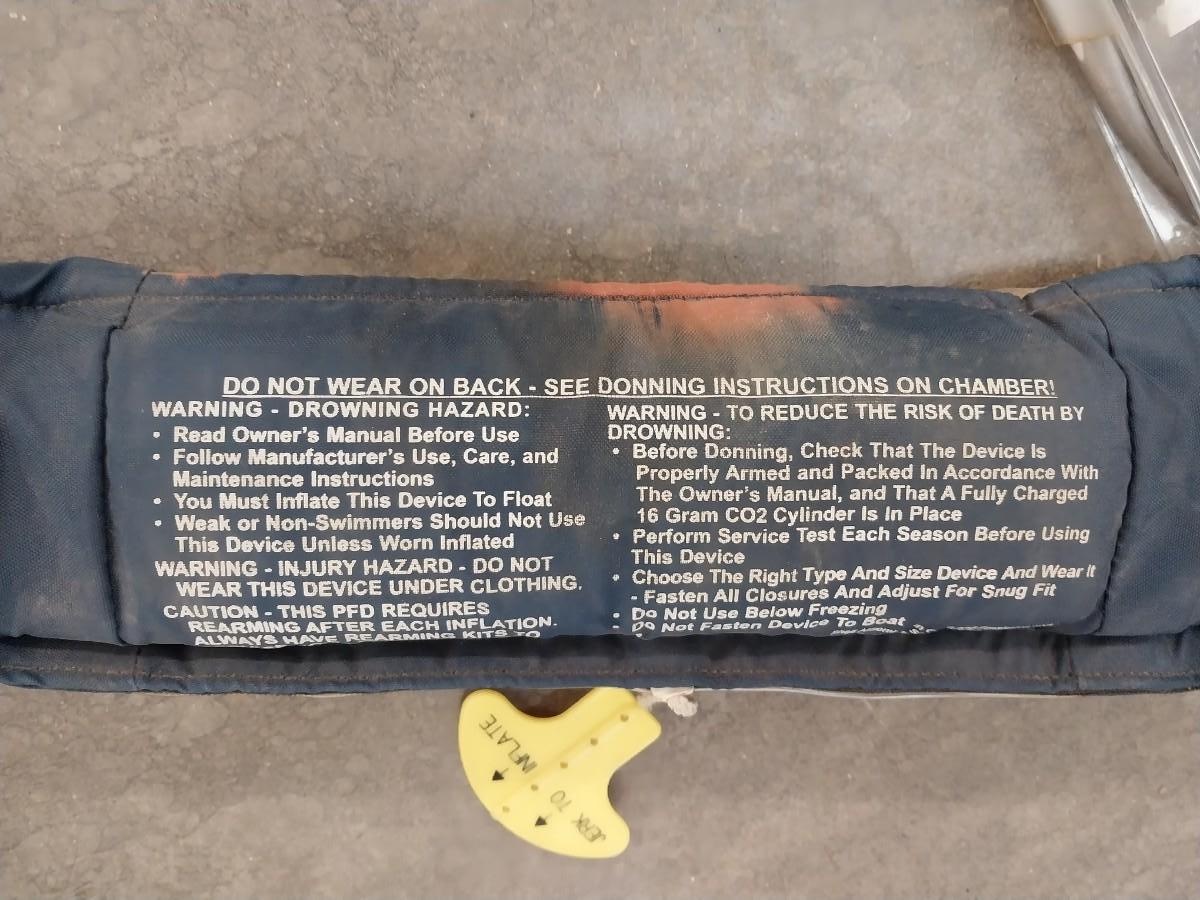 DO NOT WEAR ON BACK - SEE DONNING INSTRUCTIONS ON CHAMBER!
WARNING - DROWNING HAZARD:
• Read Owner's Manual Before Use
• Follow Manufacturer's Use, Care, and
Maintenance Instructions
• You Must Inflate This Device To Float
• Weak or Non-Swimmers Should Not Use
This Device Unless Worn Inflated
WARNING - INJURY HAZARD - DO NOT
WEAR THIS DEVICE UNDER CLOTHING.
CAUTION - THIS PFD REQUIRES
REARMING AFTER EACH INFLATION.
ALWAYS HAVE REARMING KITS TO
WARNING - TO REDUCE THE RISK OF DEATH BY
DROWNING:
• Before Donning, Check That The Device Is
Properly Armed and Packed In Accordance With
The Owner's Manual, and That A Fully Charged
16 Gram CO2 Cylinder Is In Place
• Perform Service Test Each Season Before Using
This Device
• Choose The Right Type And Size Device And Wear It
- Fasten All Closures And Adjust For Snug Fit
• Do Not Use Below Freezing
• Do Not Fasten Device To Boat
JERK TO INFLATE